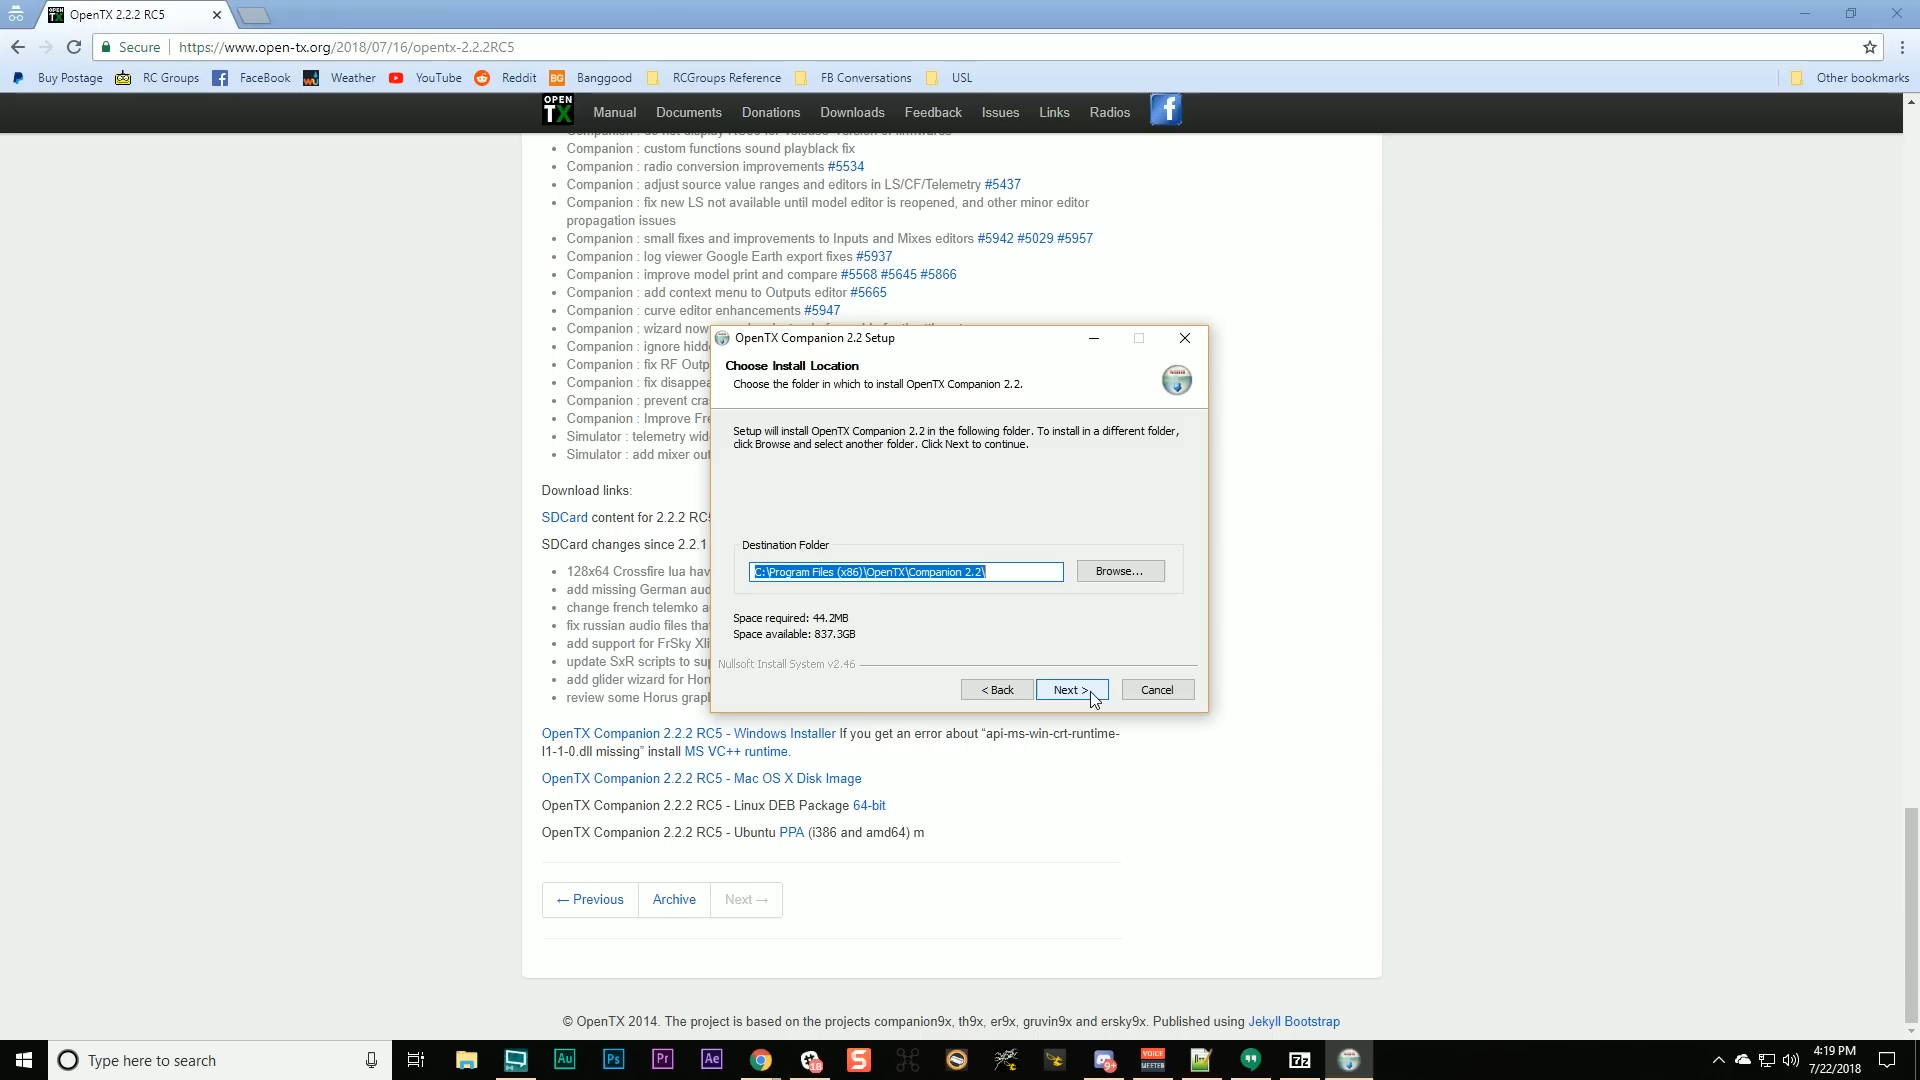 OpenTX 2.2.2 RC5
Secure
https://www.open-tx.org/2018/07/16/opentx-2.2.2RC5
Buy Postage
RC Groups
FaceBook
Weather
YouTube
Reddit
BG
Banggood
RCGroups Reference
FB Conversations
USL
Other bookmarks
OPEN TX
Manual
Documents
Donations
Downloads
Feedback
Issues
Links
Radios
Companion : custom functions sound playblack fix
Companion : radio conversion improvements #5534
Companion : adjust source value ranges and editors in LS/CF/Telemetry #5437
Companion : fix new LS not available until model editor is reopened, and other minor editor
propagation issues
Companion : small fixes and improvements to Inputs and Mixes editors #5942 #5029 #5957
Companion : log viewer Google Earth export fixes #5937
Companion : improve model print and compare #5568 #5645 #5866
Companion : add context menu to Outputs editor #5665
Companion : curve editor enhancements #5947
Companion : wizard now
Companion : ignore hidd
Companion : fix RF Outp
Companion : fix disappea
Companion : prevent cras
Companion : Improve Fre
Simulator : telemetry wid
Simulator : add mixer out
Download links:
SDCard content for 2.2.2 RC5
SDCard changes since 2.2.1
128x64 Crossfire lua hav
add missing German aud
change french telemko a
fix russian audio files tha
add support for FrSky Xli
update SxR scripts to sup
add glider wizard for Horu
review some Horus graph
OpenTX Companion 2.2 Setup
Choose Install Location
Choose the folder in which to install OpenTX Companion 2.2.
Setup will install OpenTX Companion 2.2 in the following folder. To install in a different folder,
click Browse and select another folder. Click Next to continue.
Destination Folder
C:\Program Files (x86)\OpenTX\Companion 2.2\
Browse...
Space required: 44.2MB
Space available: 837.3GB
Nullsoft Install System v2.46
< Back
Next >
Cancel
OpenTX Companion 2.2.2 RC5 - Windows Installer If you get an error about “api-ms-win-crt-runtime-
l1-1-0.dll missing” install MS VC++ runtime.
OpenTX Companion 2.2.2 RC5 - Mac OS X Disk Image
OpenTX Companion 2.2.2 RC5 - Linux DEB Package 64-bit
OpenTX Companion 2.2.2 RC5 - Ubuntu PPA (i386 and amd64) m
← Previous
Archive
Next →
© OpenTX 2014. The project is based on the projects companion9x, th9x, er9x, gruvin9x and ersky9x. Published using Jekyll Bootstrap
Type here to search
Au
Ps
Pr
Ae
18
9+
VOICE
MEETER
7z
4:19 PM
7/22/2018